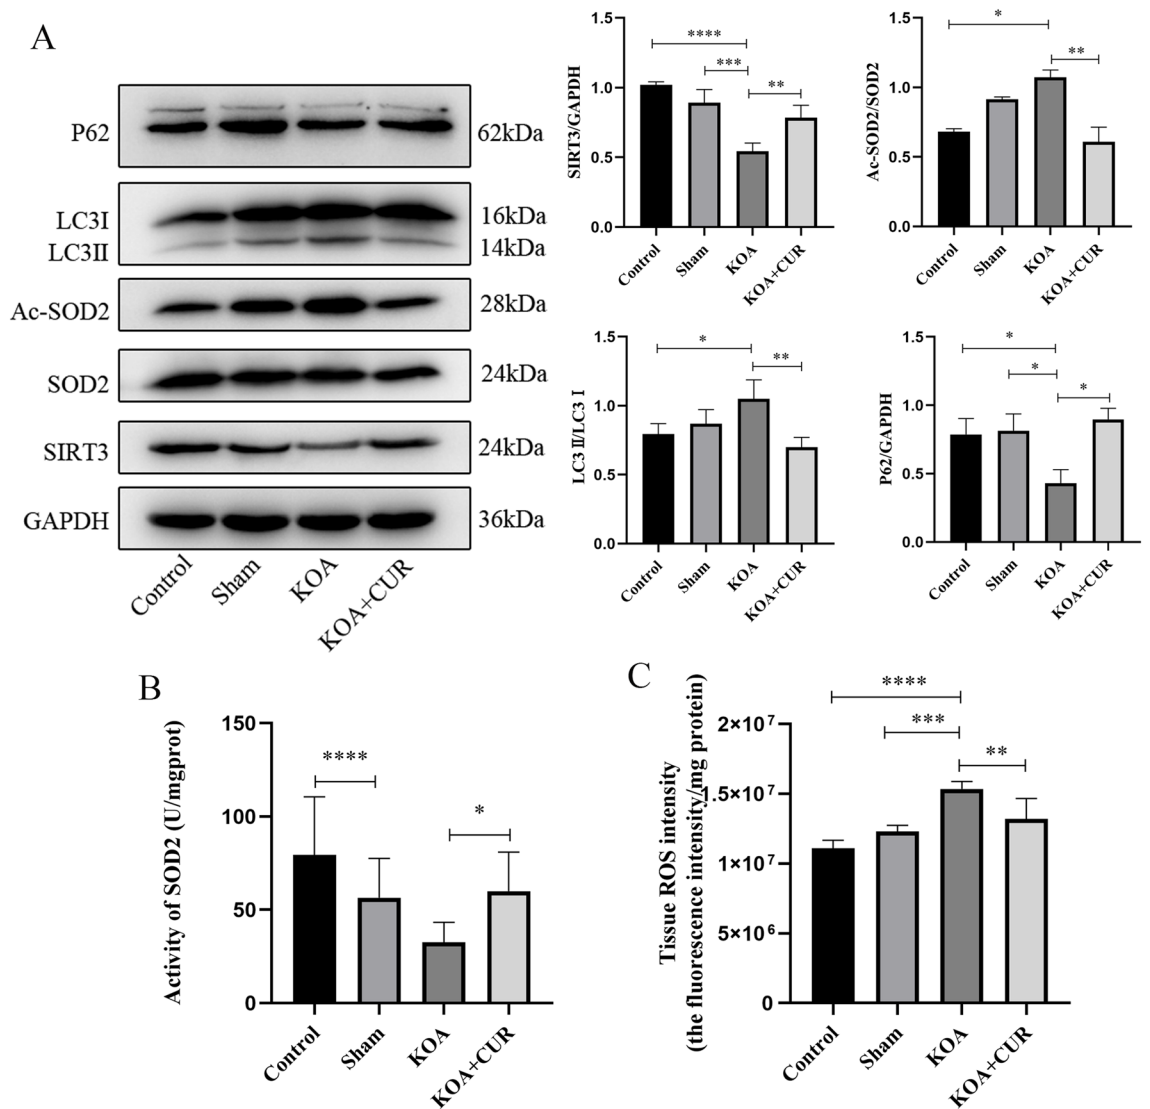 A
P62
62kDa
LC3I
16kDa
LC3II
14kDa
Ac-SOD2
28kDa
SOD2
24kDa
SIRT3
24kDa
GAPDH
36kDa
Control
Sham
KOA
KOA+CUR
SIRT3/GAPDH
1.5
1.0
0.5
0.0
****
***
**
Control
Sham
KOA
KOA+CUR
Ac-SOD2/SOD2
1.5
1.0
0.5
0.0
*
**
Control
Sham
KOA
KOA+CUR
LC3 II/LC3 I
1.5
1.0
0.5
0.0
*
**
Control
Sham
KOA
KOA+CUR
P62/GAPDH
1.5
1.0
0.5
0.0
*
*
*
Control
Sham
KOA
KOA+CUR
B
Activity of SOD2 (U/mgprot)
150
100
50
0
****
*
Control
Sham
KOA
KOA+CUR
C
Tissue ROS intensity
(the fluorescence intensity/mg protein)
2×10⁷
1.5×10⁷
1×10⁷
5×10⁶
0
****
***
**
Control
Sham
KOA
KOA+CUR